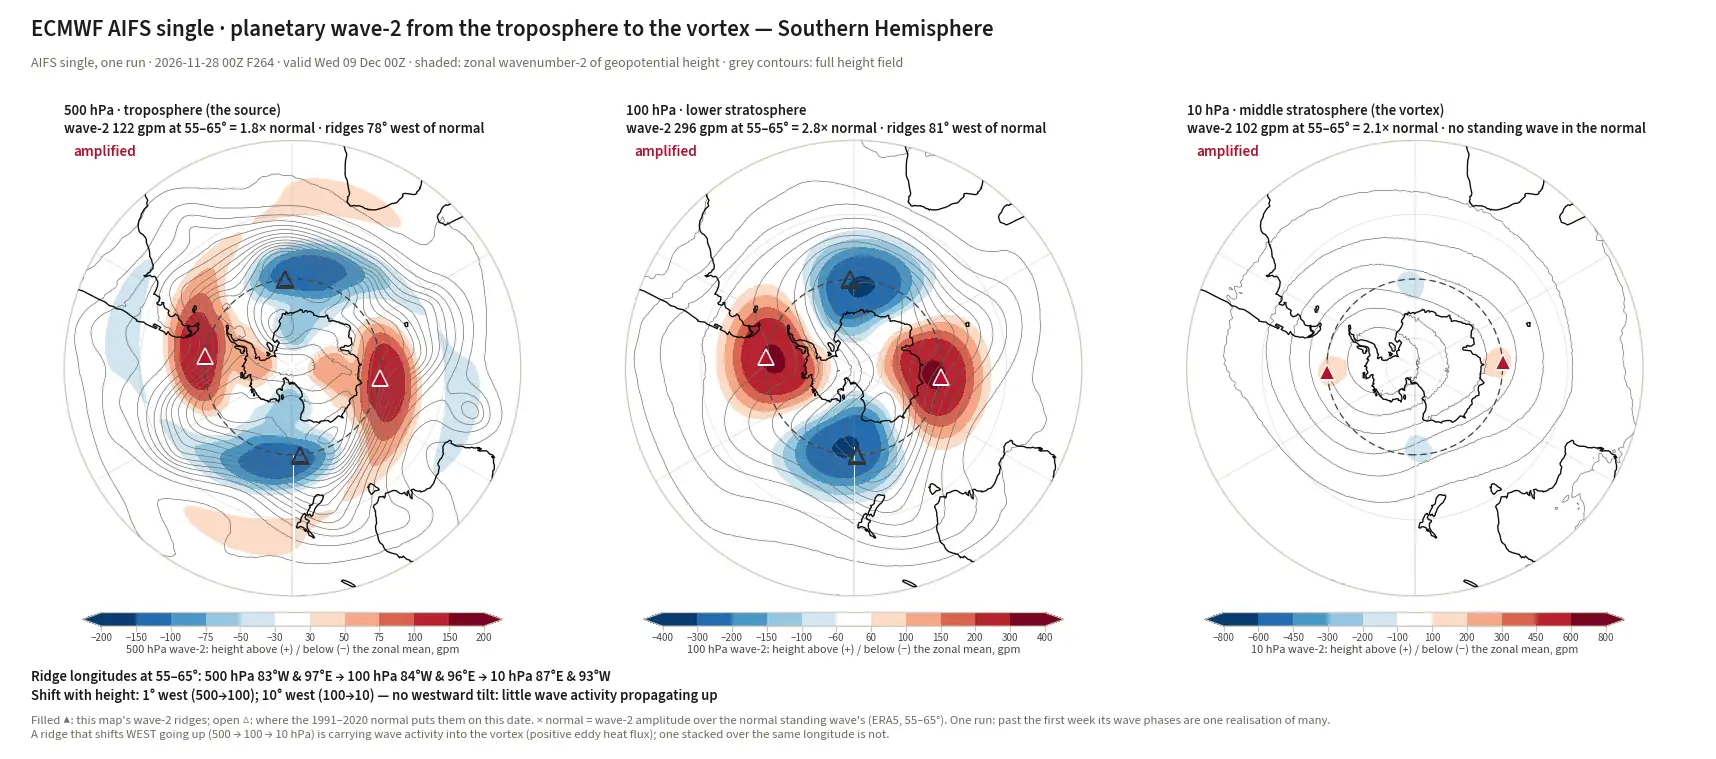 ECMWF AIFS single · planetary wave-2 from the troposphere to the vortex — Southern Hemisphere
AIFS single, one run · 2026-11-28 00Z F264 · valid Wed 09 Dec 00Z · shaded: zonal wavenumber-2 of geopotential height · grey contours: full height field
500 hPa · troposphere (the source)
wave-2 122 gpm at 55–65° = 1.8× normal · ridges 78° west of normal
amplified
100 hPa · lower stratosphere
wave-2 296 gpm at 55–65° = 2.8× normal · ridges 81° west of normal
amplified
10 hPa · middle stratosphere (the vortex)
wave-2 102 gpm at 55–65° = 2.1× normal · no standing wave in the normal
amplified
−200 −150 −100 −75 −50 −30 30 50 75 100 150 200
500 hPa wave-2: height above (+) / below (−) the zonal mean, gpm
−400 −300 −200 −150 −100 −60 60 100 150 200 300 400
100 hPa wave-2: height above (+) / below (−) the zonal mean, gpm
−800 −600 −450 −300 −200 −100 100 200 300 450 600 800
10 hPa wave-2: height above (+) / below (−) the zonal mean, gpm
Ridge longitudes at 55–65°: 500 hPa 83°W & 97°E → 100 hPa 84°W & 96°E → 10 hPa 87°E & 93°W
Shift with height: 1° west (500→100); 10° west (100→10) — no westward tilt: little wave activity propagating up
Filled ▲: this map's wave-2 ridges; open △: where the 1991–2020 normal puts them on this date. × normal = wave-2 amplitude over the normal standing wave's (ERA5, 55–65°). One run: past the first week its wave phases are one realisation of many.
A ridge that shifts WEST going up (500 → 100 → 10 hPa) is carrying wave activity into the vortex (positive eddy heat flux); one stacked over the same longitude is not.